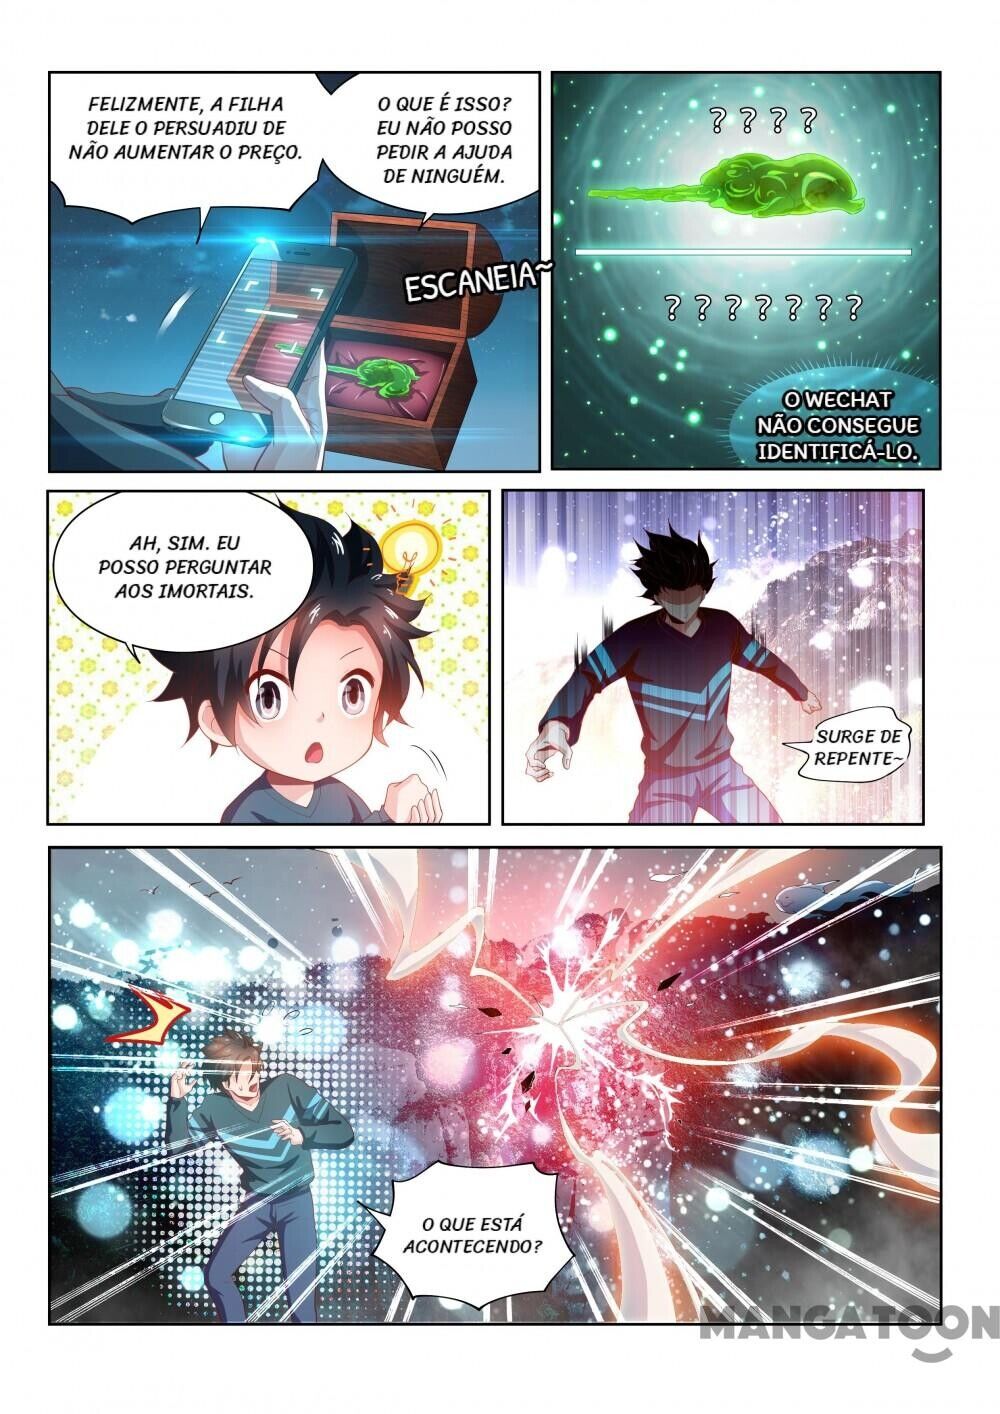 FELIZMENTE, A FILHA
DELE O PERSUADIU DE
NÃO AUMENTAR O PREÇO.
O QUE É ISSO?
EU NÃO POSSO
PEDIR A AJUDA
DE NINGUÉM.
ESCANEIA~
? ? ? ?
? ? ? ? ? ? ?
O WECHAT
NÃO CONSEGUE
IDENTIFICÁ-LO.
AH, SIM. EU
POSSO PERGUNTAR
AOS IMORTAIS.
SURGE DE
REPENTE~
O QUE ESTÁ
ACONTECENDO?
MANGATOON